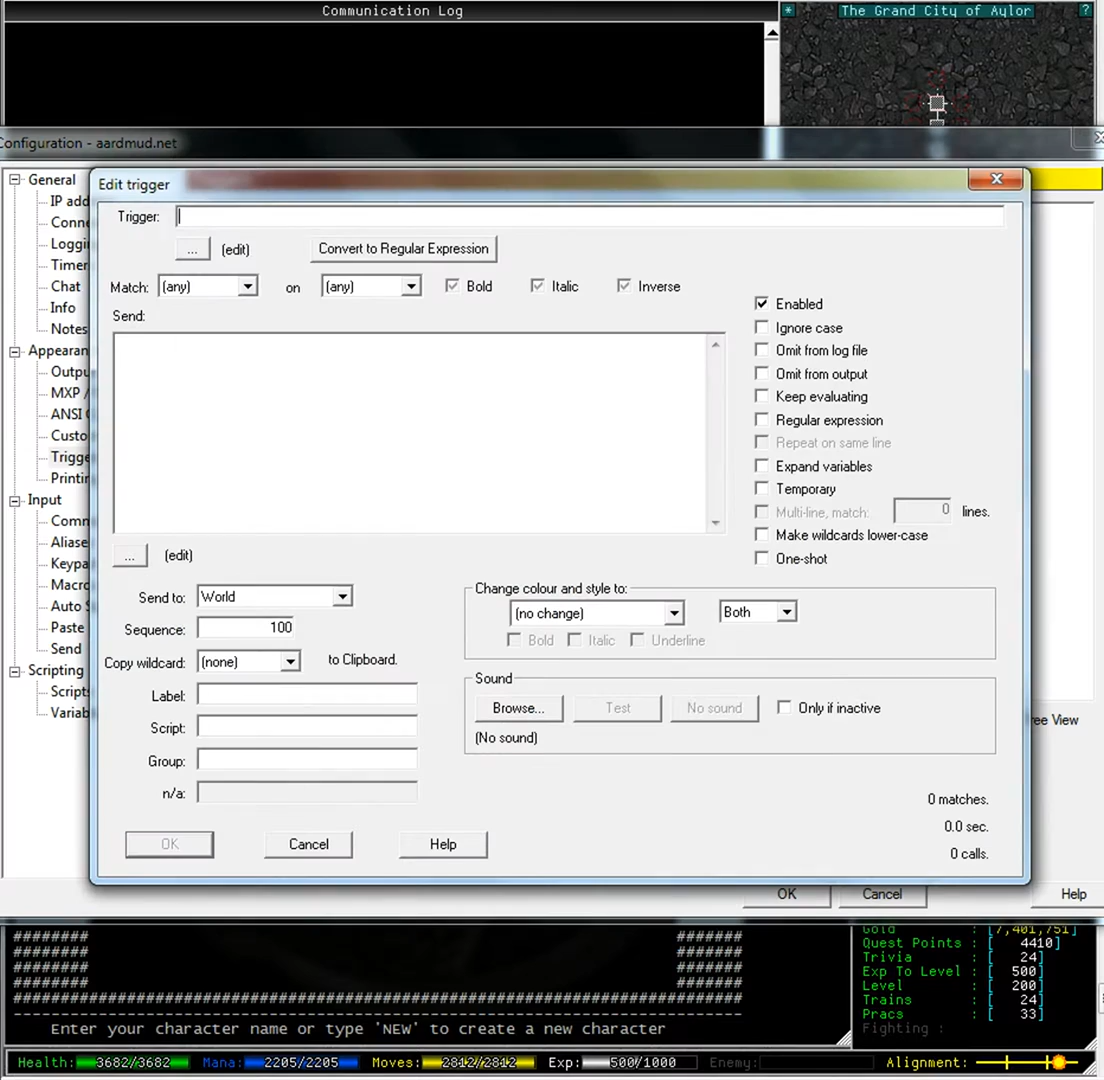 Communication Log
* The Grand City of Aylor ?
Configuration - aardmud.net
General
IP add
Conne
Loggi
Timer
Chat
Info
Notes
Appearan
Outpu
MXP /
ANSI C
Custo
Trigge
Printin
Input
Comm
Aliase
Keypa
Macro
Auto S
Paste
Send
Scripting
Scripts
Variab
Edit trigger
Trigger:
... (edit) Convert to Regular Expression
Match: (any) on (any) Bold Italic Inverse
Send:
Enabled
Ignore case
Omit from log file
Omit from output
Keep evaluating
Regular expression
Repeat on same line
Expand variables
Temporary
Multi-line, match: 0 lines.
Make wildcards lower-case
One-shot
... (edit)
Send to: World
Sequence: 100
Copy wildcard: (none) to Clipboard.
Label:
Script:
Group:
n/a:
Change colour and style to:
(no change) Both
Bold Italic Underline
Sound
Browse... Test No sound Only if inactive
(No sound)
0 matches.
0.0 sec.
0 calls.
OK Cancel Help
ree View
OK Cancel Help
######## #######
######## #######
######## #######
######## #######
Enter your character name or type 'NEW' to create a new character
Gold : [7,401,751]
Quest Points : [ 4410]
Trivia : [ 24]
Exp To Level : [ 500]
Level : [ 200]
Trains : [ 24]
Pracs : [ 33]
Fighting :
Health: 3682/3682 Mana: 2205/2205 Moves: 2812/2812 Exp: 500/1000 Enemy: Alignment: